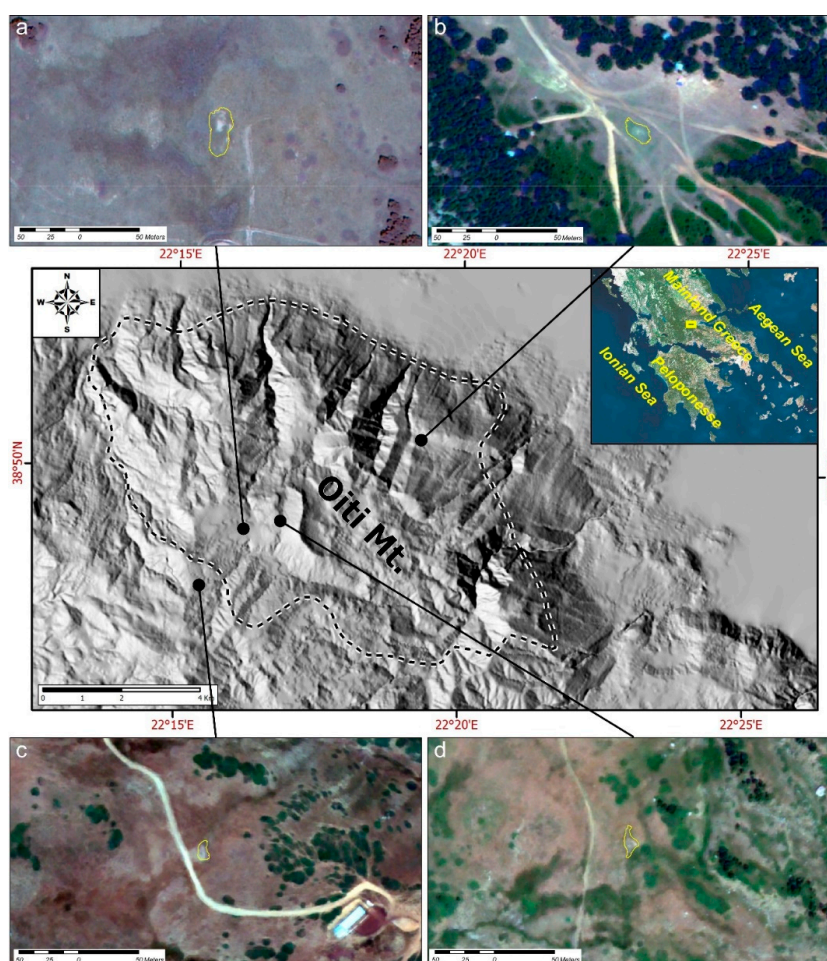 a
b
50 25 0 50 Meters
50 25 0 50 Meters
22°15'E 22°20'E 22°25'E
N
W E
S
Mainland Greece
Aegean Sea
Ionian Sea
Peloponnesse
38°50'N
Oiti Mt.
0 1 2 4 Km
22°15'E 22°20'E 22°25'E
c
d
50 25 0 50 Meters
50 25 0 50 Meters